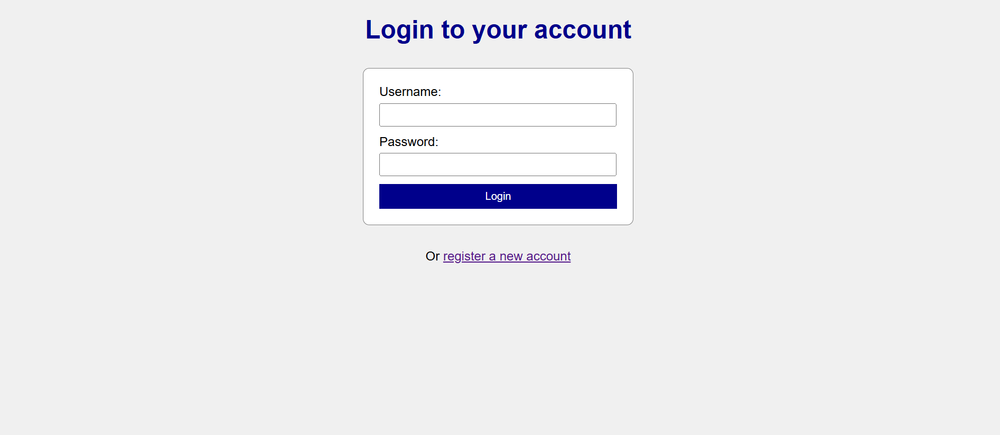 Login to your account
Username:
Password:
Login
Or register a new account